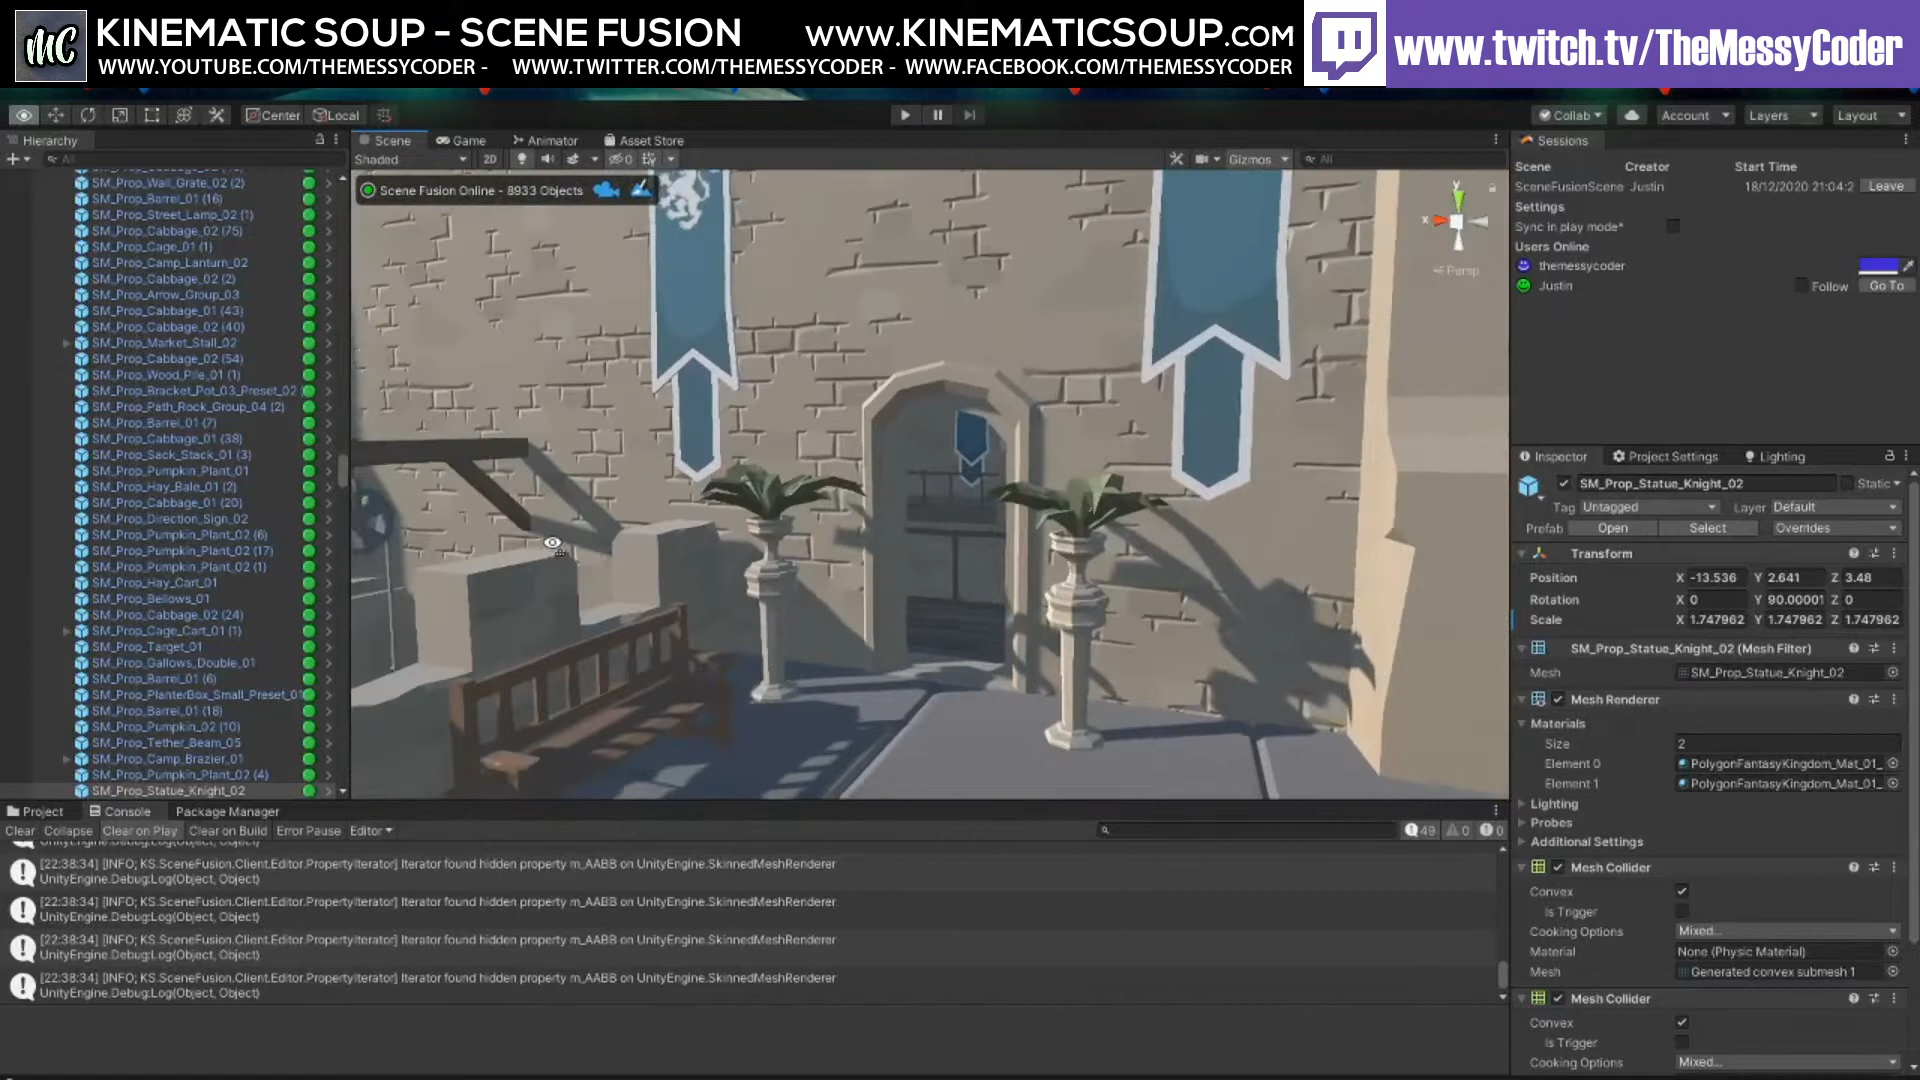 MC KINEMATIC SOUP - SCENE FUSION www.KINEMATICSOUP.com www.twitch.tv/TheMessyCoder
WWW.YOUTUBE.COM/THEMESSYCODER - WWW.TWITTER.COM/THEMESSYCODER - WWW.FACEBOOK.COM/THEMESSYCODER
Center Local Collab Account Layers Layout
Hierarchy
All
SM_Prop_Wall_Grate_02 (2)
SM_Prop_Barrel_01 (16)
SM_Prop_Street_Lamp_02 (1)
SM_Prop_Cabbage_02 (75)
SM_Prop_Cage_01 (1)
SM_Prop_Camp_Lanturn_02
SM_Prop_Cabbage_02 (2)
SM_Prop_Arrow_Group_03
SM_Prop_Cabbage_01 (43)
SM_Prop_Cabbage_02 (40)
SM_Prop_Market_Stall_02
SM_Prop_Cabbage_02 (54)
SM_Prop_Wood_Pile_01 (1)
SM_Prop_Bracket_Pot_03_Preset_02
SM_Prop_Path_Rock_Group_04 (2)
SM_Prop_Barrel_01 (7)
SM_Prop_Cabbage_01 (38)
SM_Prop_Sack_Stack_01 (3)
SM_Prop_Pumpkin_Plant_01
SM_Prop_Hay_Bale_01 (2)
SM_Prop_Cabbage_01 (20)
SM_Prop_Direction_Sign_02
SM_Prop_Pumpkin_Plant_02 (6)
SM_Prop_Pumpkin_Plant_02 (17)
SM_Prop_Pumpkin_Plant_02 (1)
SM_Prop_Hay_Cart_01
SM_Prop_Bellows_01
SM_Prop_Cabbage_02 (24)
SM_Prop_Cage_Cart_01 (1)
SM_Prop_Target_01
SM_Prop_Gallows_Double_01
SM_Prop_Barrel_01 (6)
SM_Prop_PlanterBox_Small_Preset_01
SM_Prop_Barrel_01 (18)
SM_Prop_Pumpkin_02 (10)
SM_Prop_Tether_Beam_05
SM_Prop_Camp_Brazier_01
SM_Prop_Pumpkin_Plant_02 (4)
SM_Prop_Statue_Knight_02
Scene Game Animator Asset Store
Shaded 2D 0 Gizmos All
Scene Fusion Online - 8933 Objects
y
x
Persp
Sessions
Scene Creator Start Time
SceneFusionScene Justin 18/12/2020 21:04:2 Leave
Settings
Sync in play mode*
Users Online
themessycoder
Justin Follow Go To
Inspector Project Settings Lighting
SM_Prop_Statue_Knight_02 Static
Tag Untagged Layer Default
Prefab Open Select Overrides
Transform
Position X -13.536 Y 2.641 Z 3.48
Rotation X 0 Y 90.00001 Z 0
Scale X 1.747962 Y 1.747962 Z 1.747962
SM_Prop_Statue_Knight_02 (Mesh Filter)
Mesh SM_Prop_Statue_Knight_02
Mesh Renderer
Materials
Size 2
Element 0 PolygonFantasyKingdom_Mat_01_
Element 1 PolygonFantasyKingdom_Mat_01_
Lighting
Probes
Additional Settings
Mesh Collider
Convex
Is Trigger
Cooking Options Mixed...
Material None (Physic Material)
Mesh Generated convex submesh 1
Mesh Collider
Convex
Is Trigger
Cooking Options Mixed...
Project Console Package Manager
Clear Collapse Clear on Play Clear on Build Error Pause Editor 49 0 0
UnityEngine.Debug:Log(Object, Object)
[22:38:34] [INFO; KS.SceneFusion.Client.Editor.PropertyIterator] Iterator found hidden property m_AABB on UnityEngine.SkinnedMeshRenderer
UnityEngine.Debug:Log(Object, Object)
[22:38:34] [INFO; KS.SceneFusion.Client.Editor.PropertyIterator] Iterator found hidden property m_AABB on UnityEngine.SkinnedMeshRenderer
UnityEngine.Debug:Log(Object, Object)
[22:38:34] [INFO; KS.SceneFusion.Client.Editor.PropertyIterator] Iterator found hidden property m_AABB on UnityEngine.SkinnedMeshRenderer
UnityEngine.Debug:Log(Object, Object)
[22:38:34] [INFO; KS.SceneFusion.Client.Editor.PropertyIterator] Iterator found hidden property m_AABB on UnityEngine.SkinnedMeshRenderer
UnityEngine.Debug:Log(Object, Object)